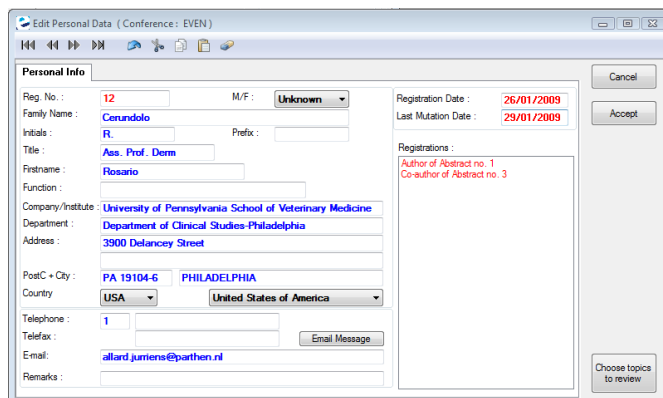 Edit Personal Data ( Conference : EVEN )
Personal Info
Cancel
Accept
Reg. No. : 12 M/F : Unknown
Family Name : Cerundolo
Initials : R. Prefix :
Title : Ass. Prof. Derm
Firstname : Rosario
Function :
Company/Institute : University of Pennsylvania School of Veterinary Medicine
Department : Department of Clinical Studies-Philadelphia
Address : 3900 Delancey Street
PostC + City : PA 19104-6 PHILADELPHIA
Country USA United States of America
Telephone : 1
Telefax : Email Message
E-mail: allard.jurriens@parthen.nl
Remarks :
Registration Date : 26/01/2009
Last Mutation Date : 29/01/2009
Registrations :
Author of Abstract no. 1
Co-author of Abstract no. 3
Choose topics
to review